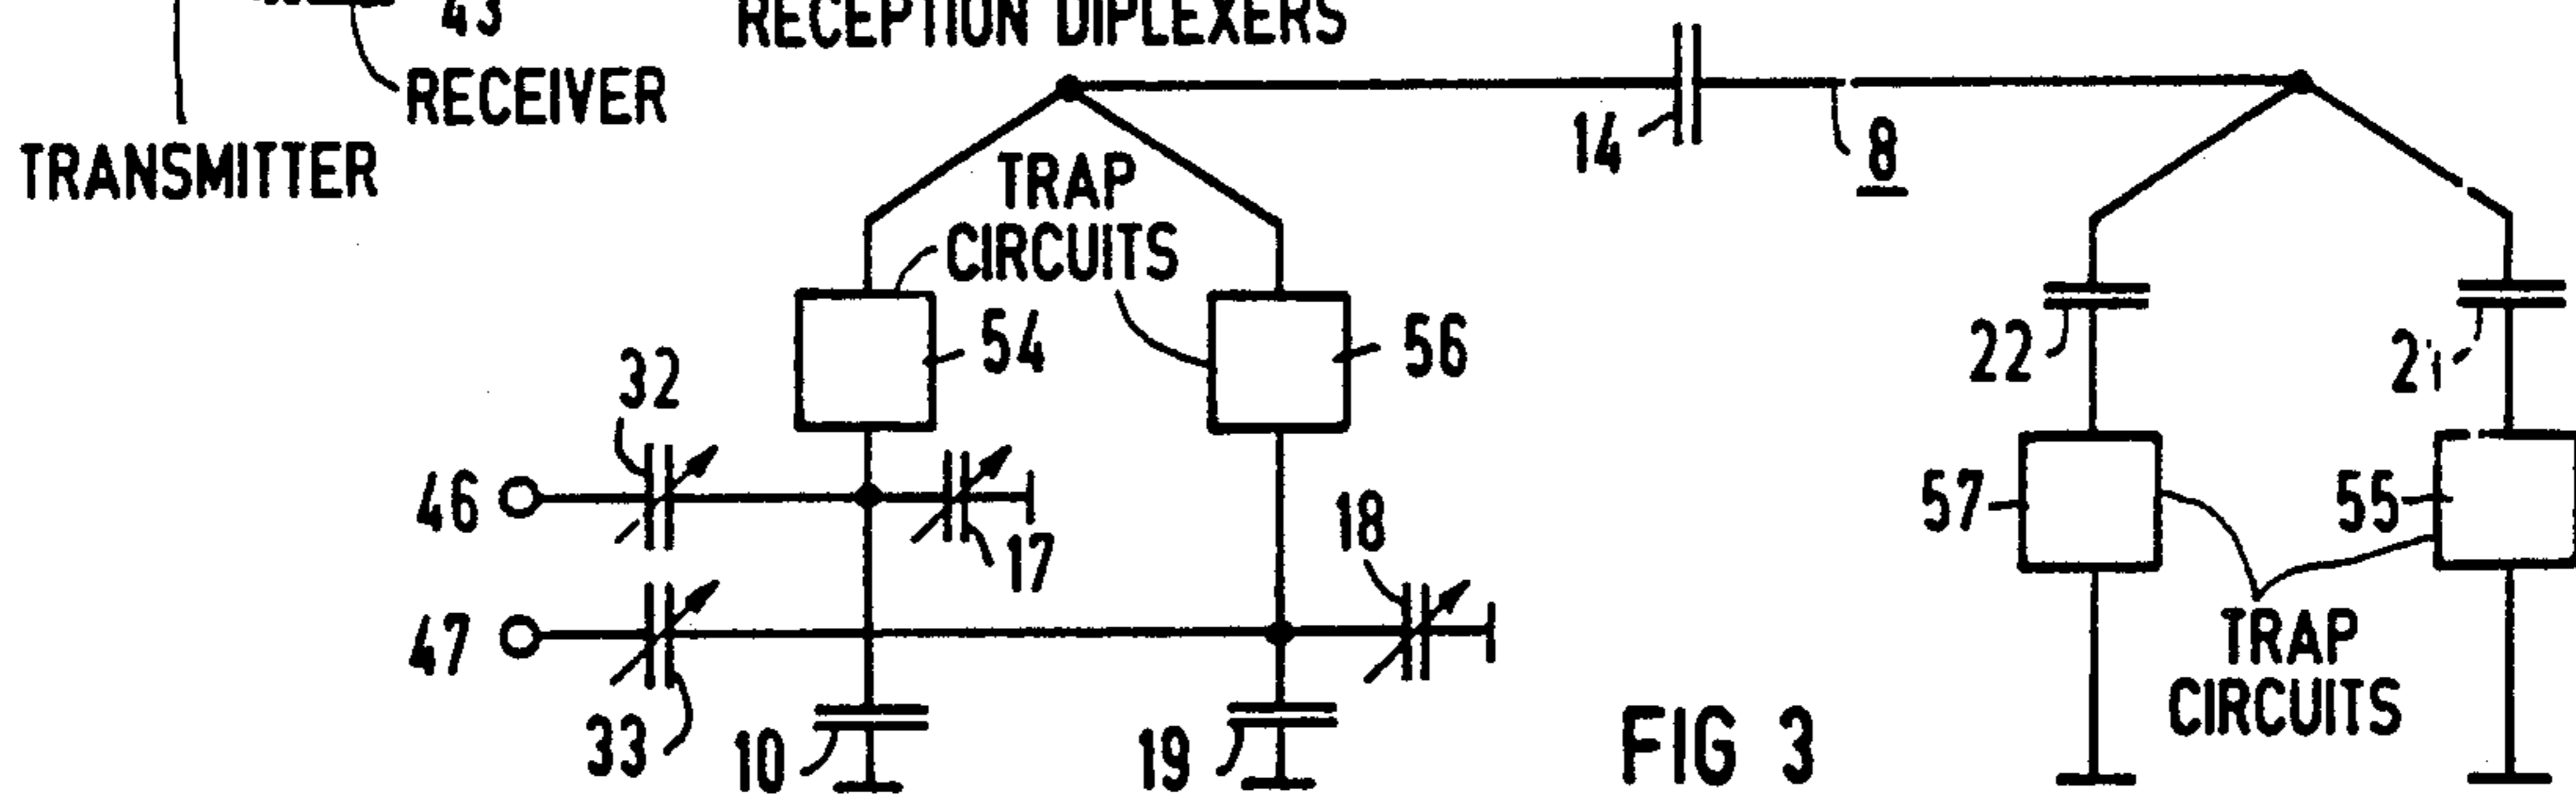 43
RECEPTION DIPLEXERS
RECEIVER
TRANSMITTER
14
8
TRAP
CIRCUITS
54
56
22
21
32
46
17
18
57
55
47
33
10
19
TRAP
CIRCUITS
FIG 3